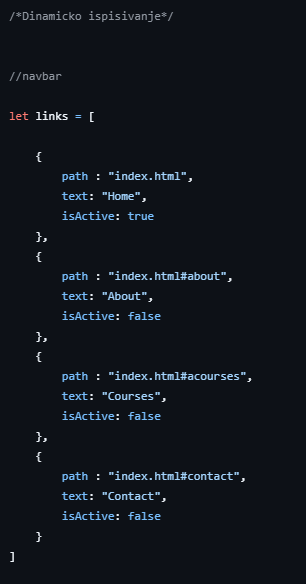 /*Dinamicko ispisivanje*/
//navbar
let links = [
{
path : "index.html",
text: "Home",
isActive: true
},
{
path : "index.html#about",
text: "About",
isActive: false
},
{
path : "index.html#acourses",
text: "Courses",
isActive: false
},
{
path : "index.html#contact",
text: "Contact",
isActive: false
}
]